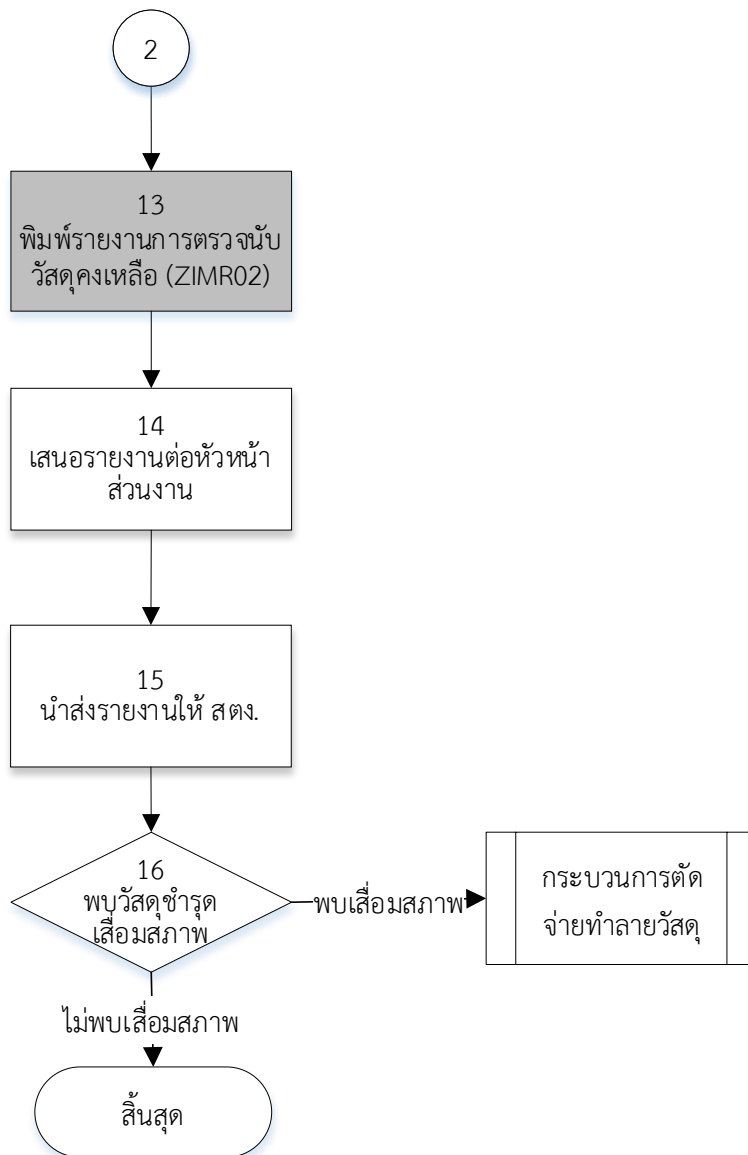 2
13
พิมพ์รายงานการตรวจนับ
วัสดุคงเหลือ (ZIMR02)
14
เสนอรายงานต่อหัวหน้า
ส่วนงาน
15
นำส่งรายงานให้ สตง.
16
พบวัสดุชำรุด
เสื่อมสภาพ
พบเสื่อมสภาพ
กระบวนการตัด
จ่ายทำลายวัสดุ
ไม่พบเสื่อมสภาพ
สิ้นสุด